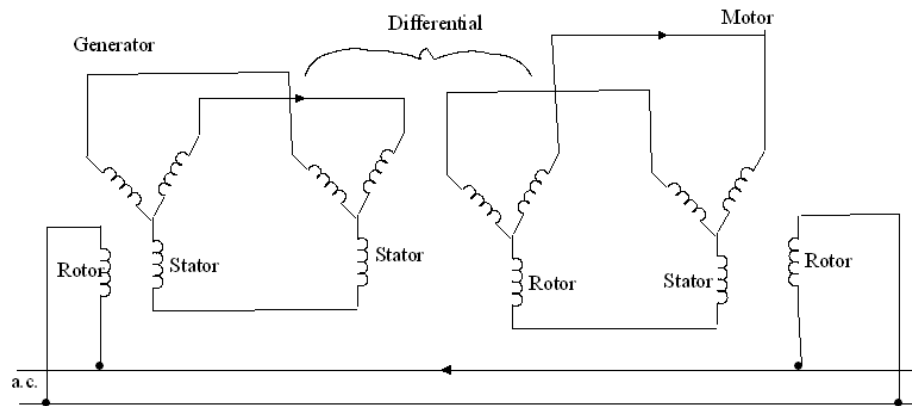 Differential
Motor
Generator
Rotor
Stator
Stator
Rotor
Stator
Rotor
a.c.